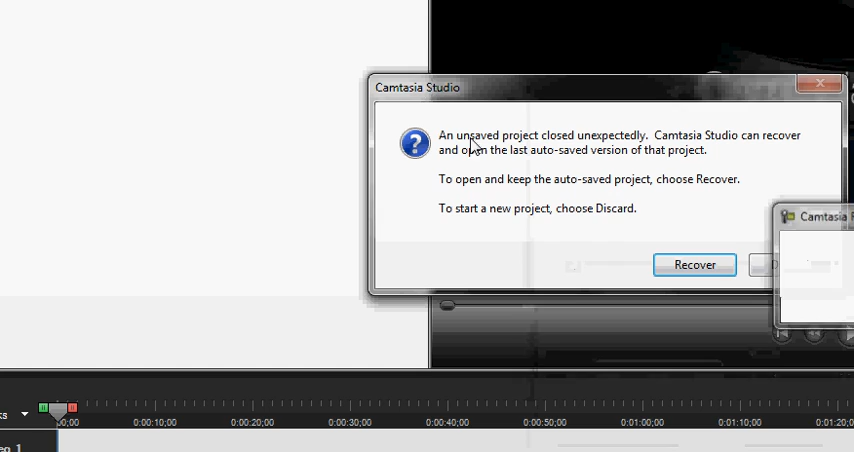 Camtasia Studio
An unsaved project closed unexpectedly. Camtasia Studio can recover
and open the last auto-saved version of that project.
To open and keep the auto-saved project, choose Recover.
To start a new project, choose Discard.
Camtasia
Recover
0:00:10;00 0:00:20;00 0:00:30;00 0:00:40;00 0:00:50;00 0:01:00;00 0:01:10;00